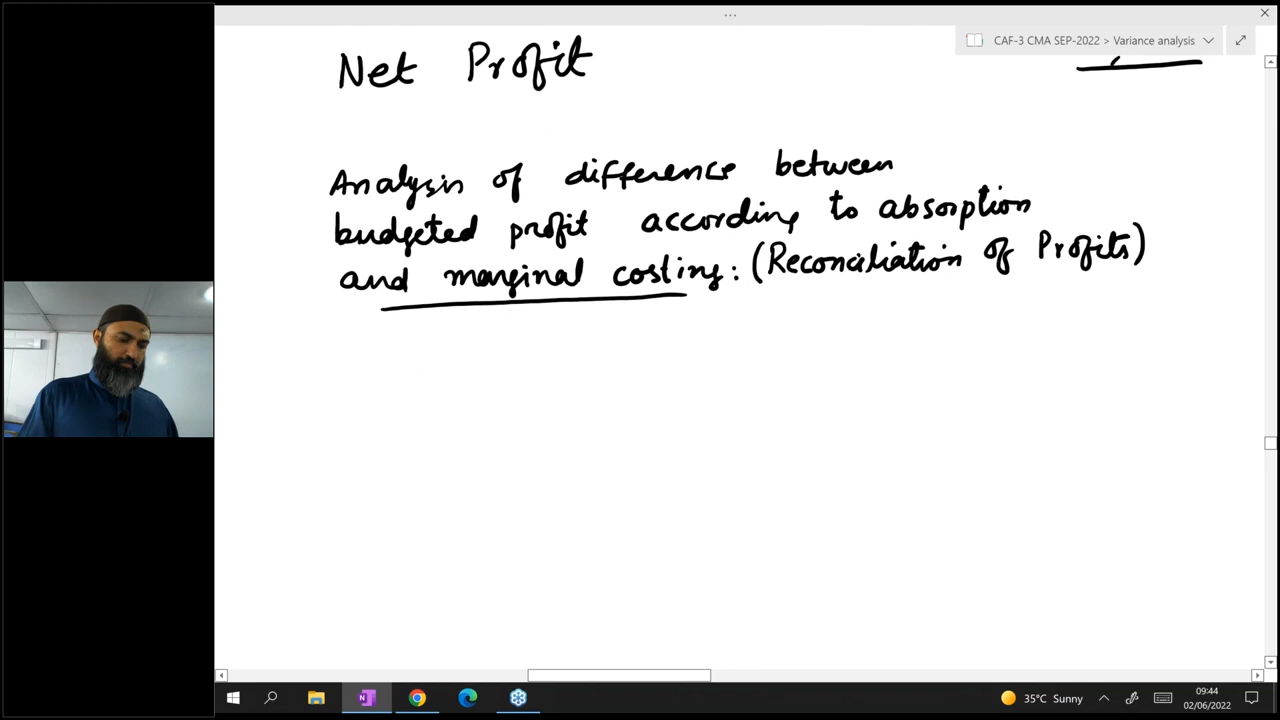 CAF-3 CMA SEP-2022 > Variance analysis
Net Profit
Analysis of difference between
budgeted profit according to absorption
and marginal costing: (Reconciliation of Profits)
35°C Sunny
09:44
02/06/2022